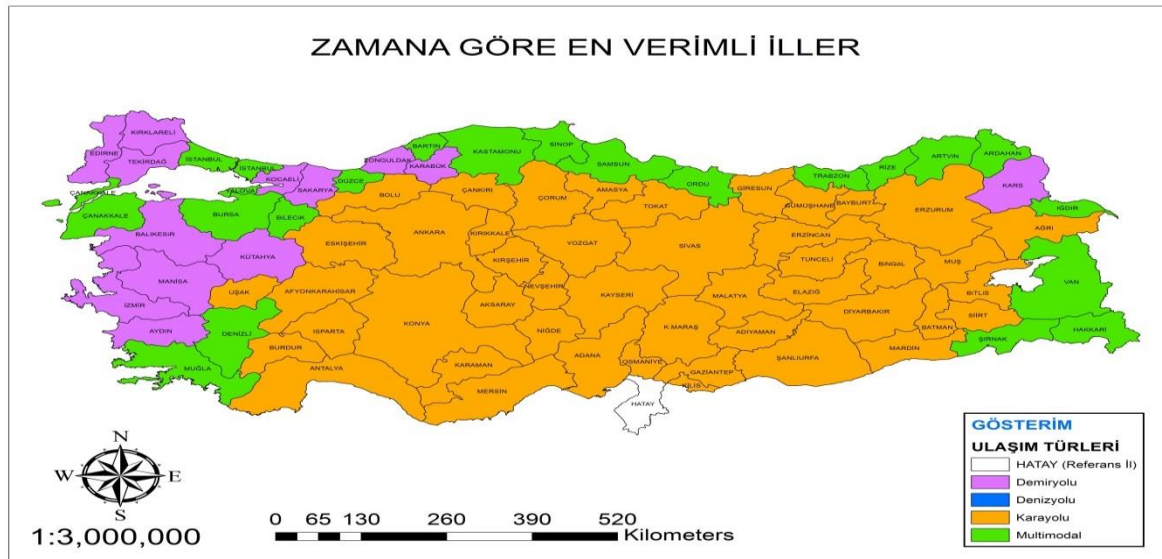 ZAMANA GÖRE EN VERİMLİ İLLER
KIRKLARELİ
EDİRNE
TEKİRDAĞ
İSTANBUL
İSTANBUL
KOCAELİ
SAKARYA
YALOVA
DÜZCE
ZONGULDAK
BARTIN
KARABÜK
KASTAMONU
SİNOP
SAMSUN
ORDU
GİRESUN
TRABZON
RİZE
ARTVİN
ARDAHAN
KARS
IĞDIR
ÇANAKKALE
ÇANAKKALE
BURSA
BİLECİK
BOLU
ÇANKIRI
ÇORUM
AMASYA
TOKAT
GÜMÜŞHANE
BAYBURT
ERZURUM
AĞRI
BALIKESİR
KÜTAHYA
ESKİŞEHİR
ANKARA
KIRIKKALE
YOZGAT
SİVAS
ERZİNCAN
TUNCELİ
BİNGÖL
MUŞ
VAN
MANİSA
UŞAK
AFYONKARAHİSAR
KIRŞEHİR
NEVŞEHİR
KAYSERİ
MALATYA
ELAZIĞ
BİTLİS
İZMİR
AYDIN
DENİZLİ
ISPARTA
KONYA
AKSARAY
NİĞDE
K.MARAŞ
ADIYAMAN
DİYARBAKIR
BATMAN
SİİRT
ŞIRNAK
HAKKARİ
MUĞLA
BURDUR
ANTALYA
KARAMAN
MERSİN
ADANA
OSMANİYE
GAZİANTEP
KİLİS
ŞANLIURFA
MARDİN
HATAY
N
W E
S
1:3,000,000
0 65 130 260 390 520
Kilometers
GÖSTERİM
ULAŞIM TÜRLERİ
HATAY (Referans İl)
Demiryolu
Denizyolu
Karayolu
Multimodal